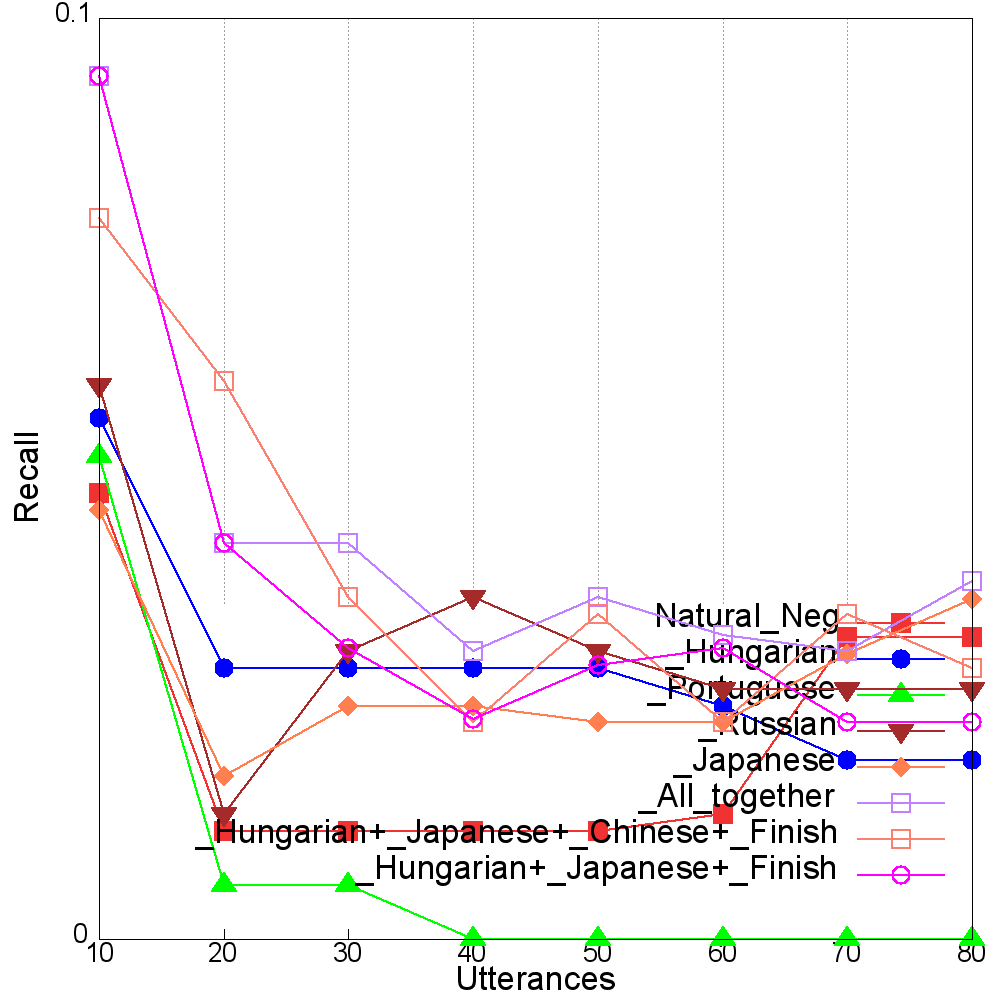 0.1
Recall
Natural_Neg
_Hungarian
_Portuguese
_Russian
_Japanese
_All_together
_Hungarian+_Japanese+_Chinese+_Finish
_Hungarian+_Japanese+_Finish
0
10 20 30 40 50 60 70 80
Utterances